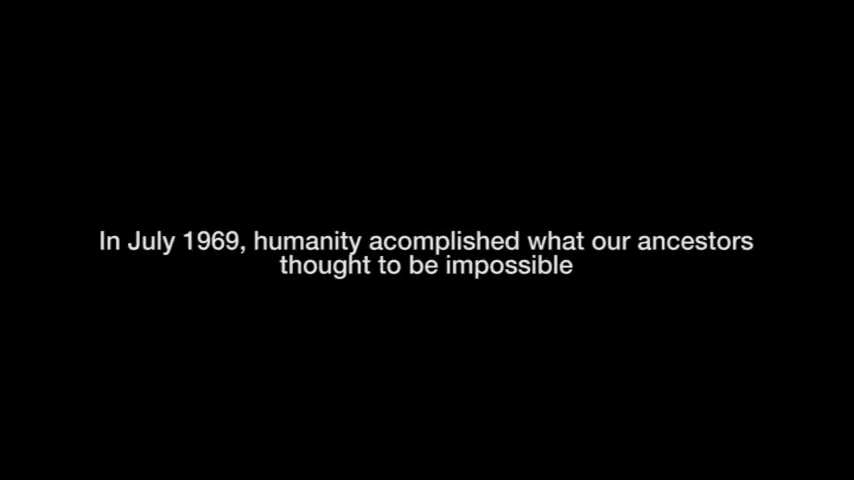 In July 1969, humanity acomplished what our ancestors
thought to be impossible